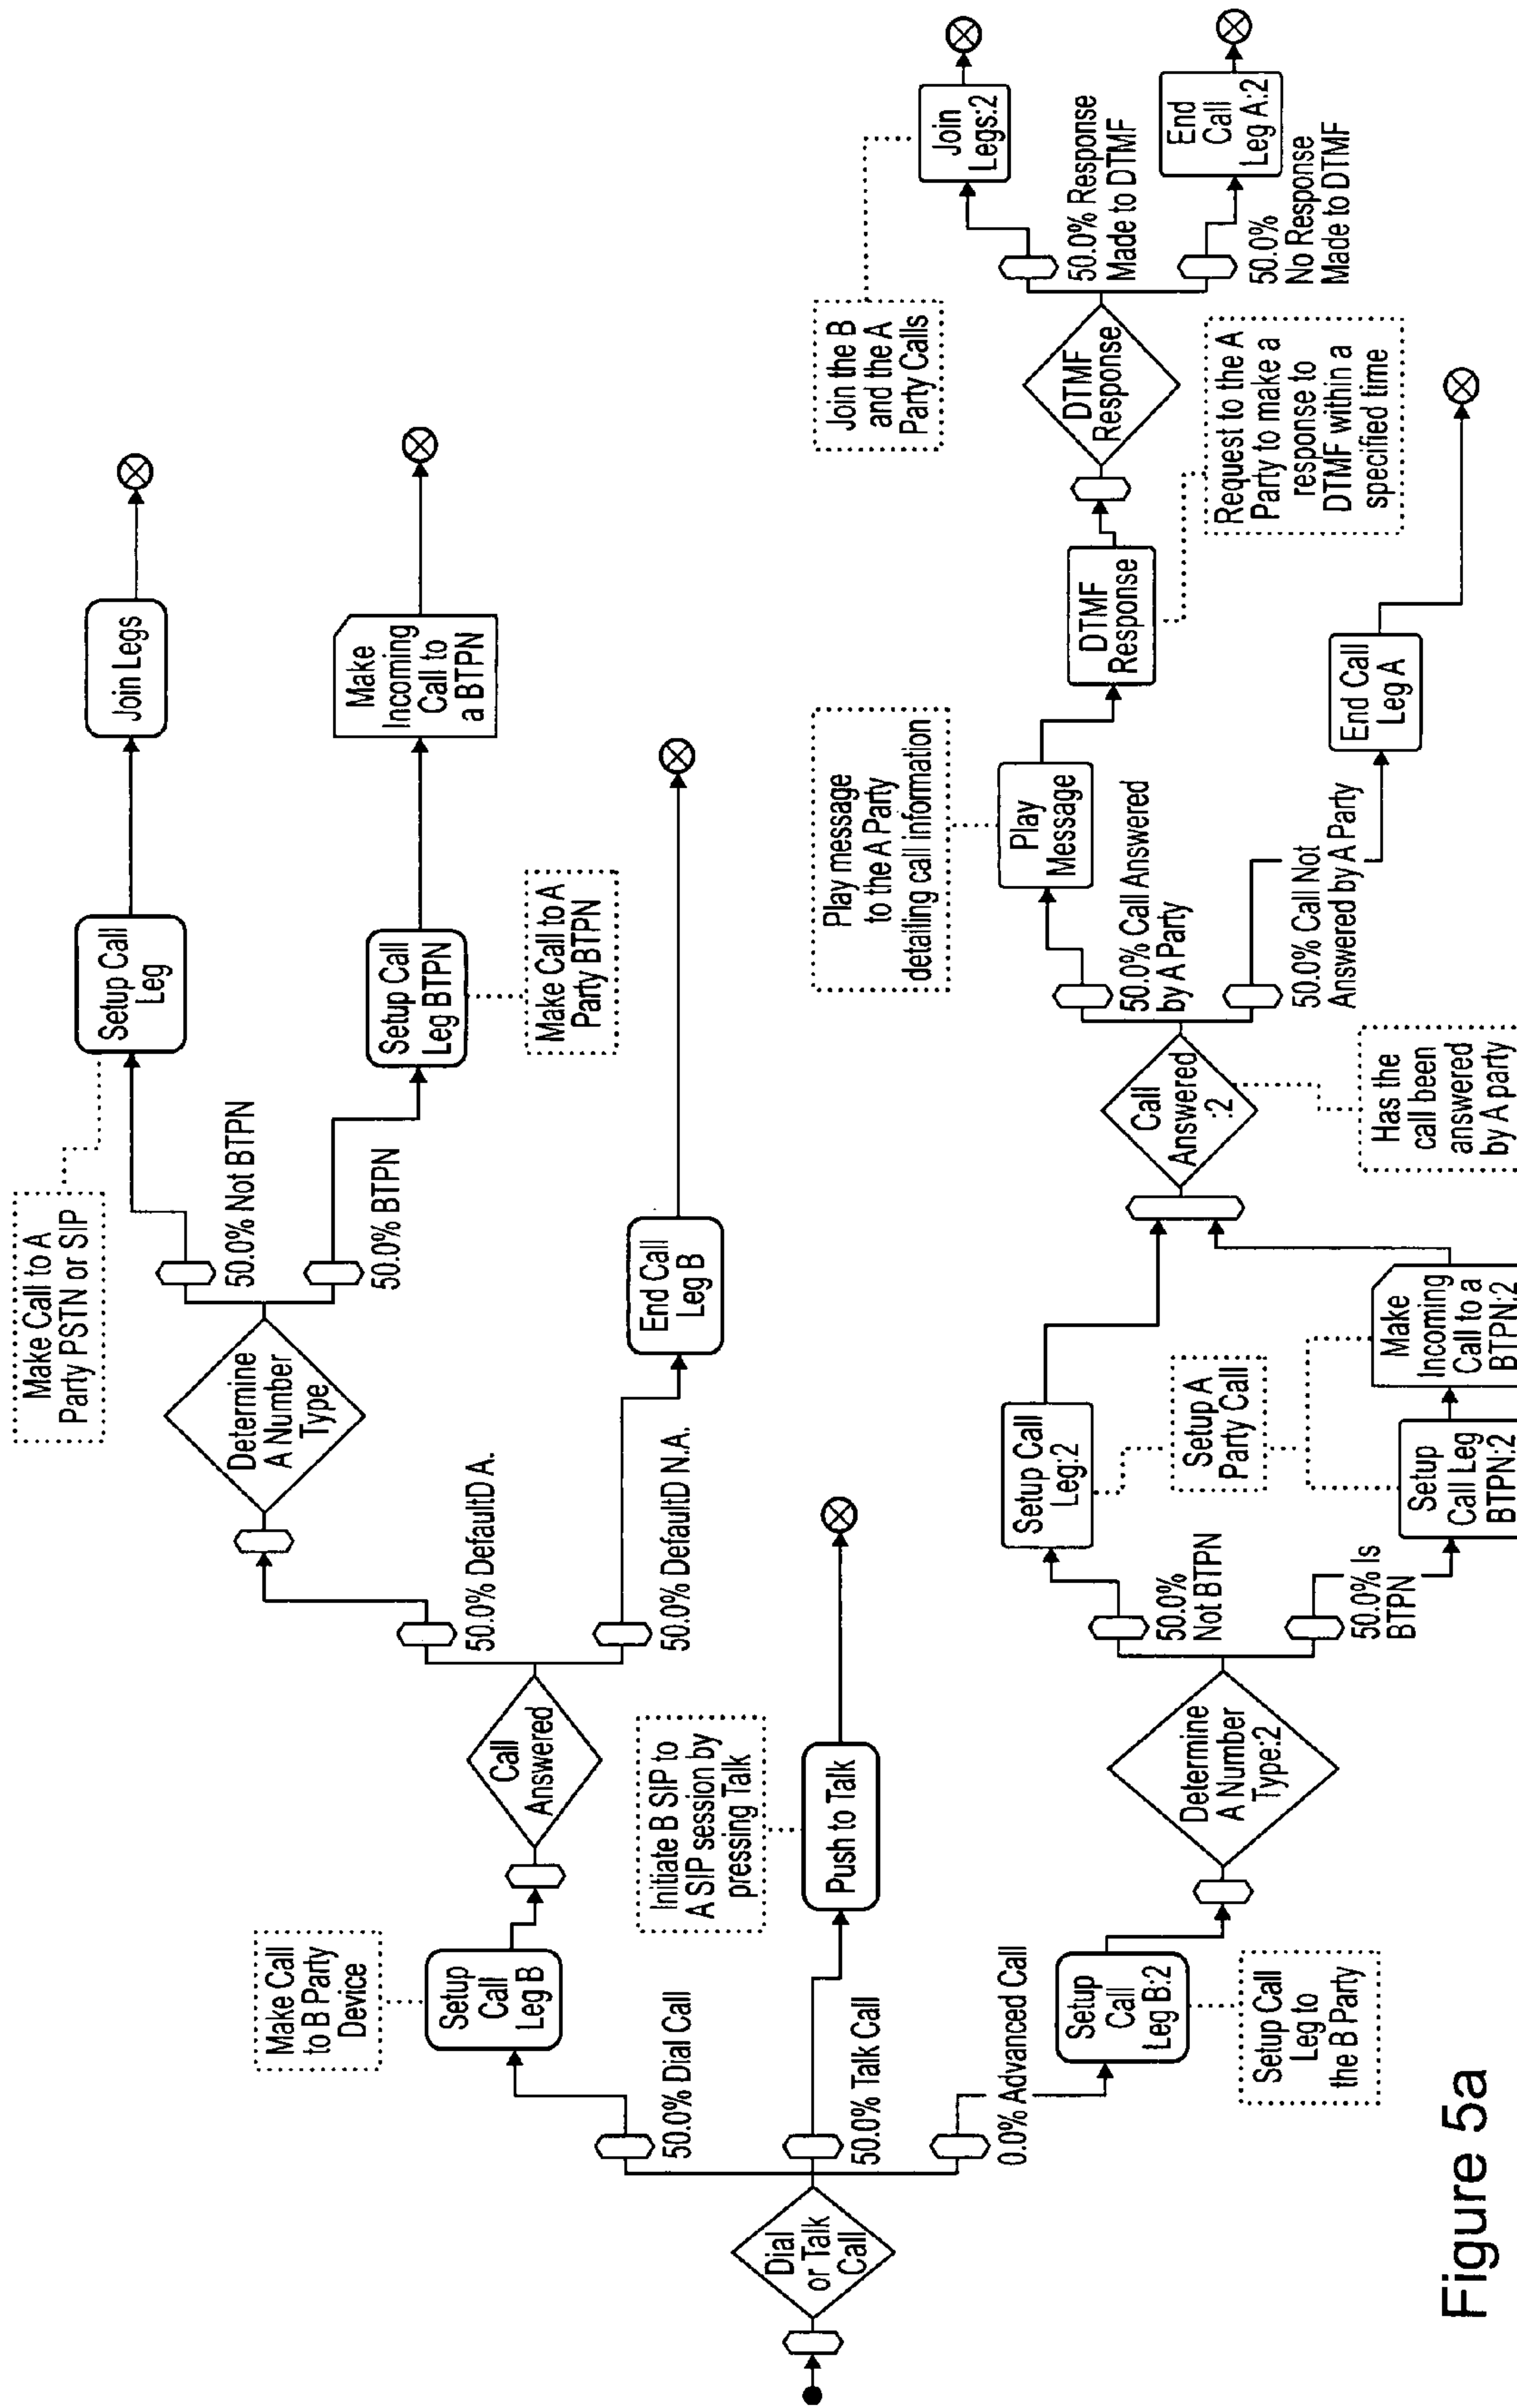 Make Call to A
Party PSTN or SIP
Setup Call
Leg
Join Legs
50.0% Not BTPN
Determine
A Number
Type
50.0% BTPN
Setup Call
Leg BTPN
Make
Incoming
Call to
a BTPN
Make Call to A
Party BTPN
50.0% DefaultD A.
Make Call
to B Party
Device
Setup
Call
Leg B
Call
Answered
50.0% DefaultD N.A.
End Call
Leg B
50.0% Dial Call
Initiate B SIP to
A SIP session by
pressing Talk
Dial
or Talk
Call
50.0% Talk Call
Push to Talk
0.0% Advanced Call
Setup
Call
Leg B:2
Setup Call
Leg to
the B Party
Determine
A Number
Type:2
50.0%
Not BTPN
50.0% Is
BTPN
Setup Call
Leg:2
Setup A
Party Call
Setup
Call Leg
BTPN:2
Make
Incoming
Call to a
BTPN:2
Call
Answered
:2
Has the
call been
answered
by A party
50.0% Call Answered
by A Party
50.0% Call Not
Answered by A Party
Play message
to the A Party
detailing call information
Play
Message
End Call
Leg A
DTMF
Response
Request to the A
Party to make a
response to
DTMF within a
specified time
DTMF
Response
Join the B
and the A
Party Calls
50.0% Response
Made to DTMF
50.0%
No Response
Made to DTMF
Join
Legs:2
End
Call
Leg A:2
Figure 5a